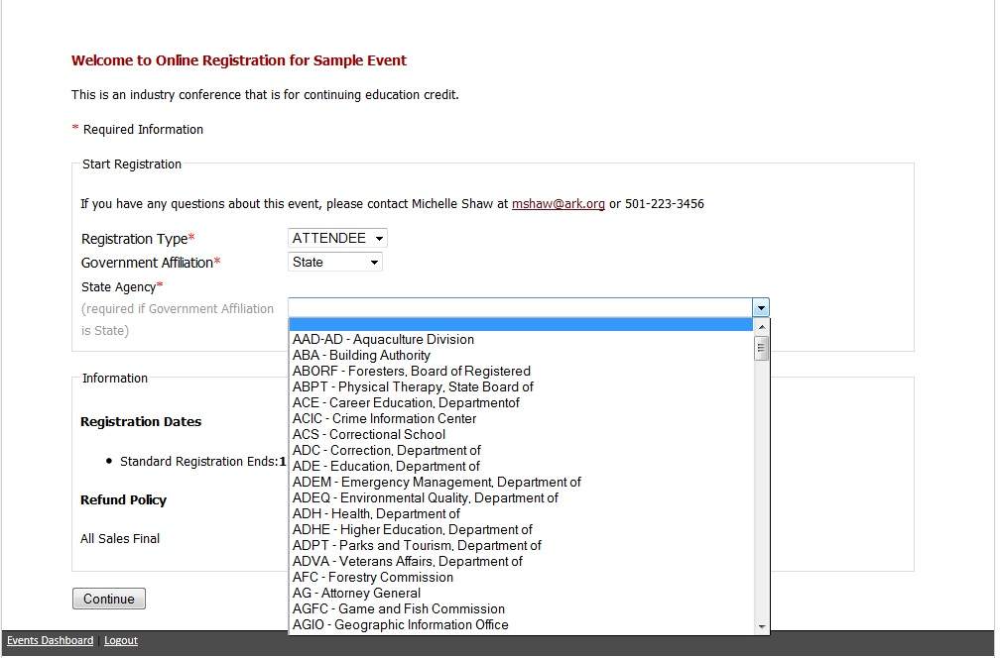 Welcome to Online Registration for Sample Event
This is an industry conference that is for continuing education credit.
* Required Information
Start Registration
If you have any questions about this event, please contact Michelle Shaw at mshaw@ark.org or 501-223-3456
Registration Type* ATTENDEE
Government Affiliation* State
State Agency*
(required if Government Affiliation
is State)
AAD-AD - Aquaculture Division
ABA - Building Authority
ABORF - Foresters, Board of Registered
ABPT - Physical Therapy, State Board of
ACE - Career Education, Departmentof
ACIC - Crime Information Center
ACS - Correctional School
ADC - Correction, Department of
ADE - Education, Department of
ADEM - Emergency Management, Department of
ADEQ - Environmental Quality, Department of
ADH - Health, Department of
ADHE - Higher Education, Department of
ADPT - Parks and Tourism, Department of
ADVA - Veterans Affairs, Department of
AFC - Forestry Commission
AG - Attorney General
AGFC - Game and Fish Commission
AGIO - Geographic Information Office
Information
Registration Dates
• Standard Registration Ends:1
Refund Policy
All Sales Final
Continue
Events Dashboard | Logout